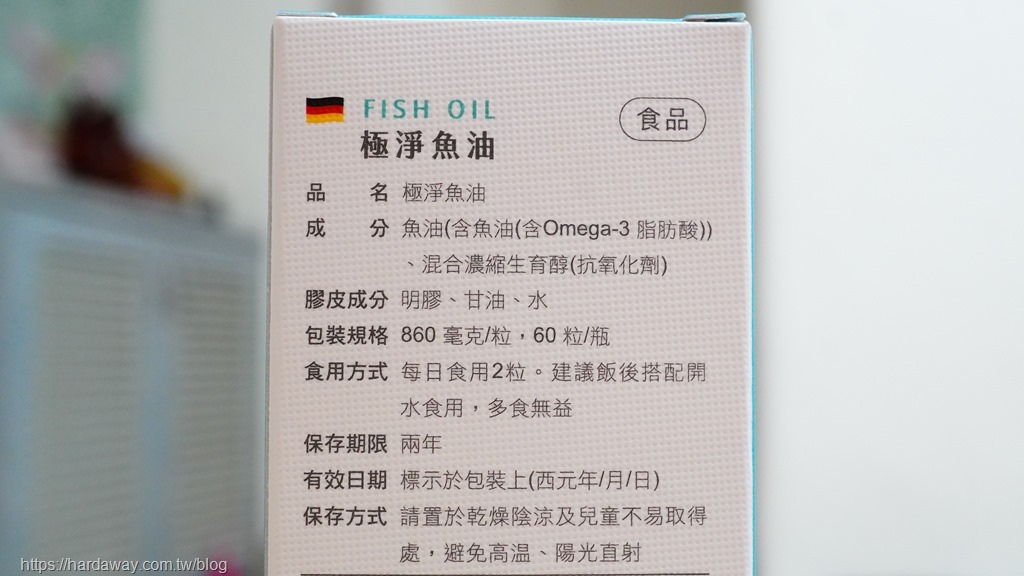 FISH OIL
食品
極淨魚油
品 名 極淨魚油
成 分 魚油(含魚油(含Omega-3 脂肪酸))
、混合濃縮生育醇(抗氧化劑)
膠皮成分 明膠、甘油、水
包裝規格 860 毫克/粒，60 粒/瓶
食用方式 每日食用2粒。建議飯後搭配開
水食用，多食無益
保存期限 兩年
有效日期 標示於包裝上(西元年/月/日)
保存方式 請置於乾燥陰涼及兒童不易取得
處，避免高温、陽光直射
https://hardaway.com.tw/blog